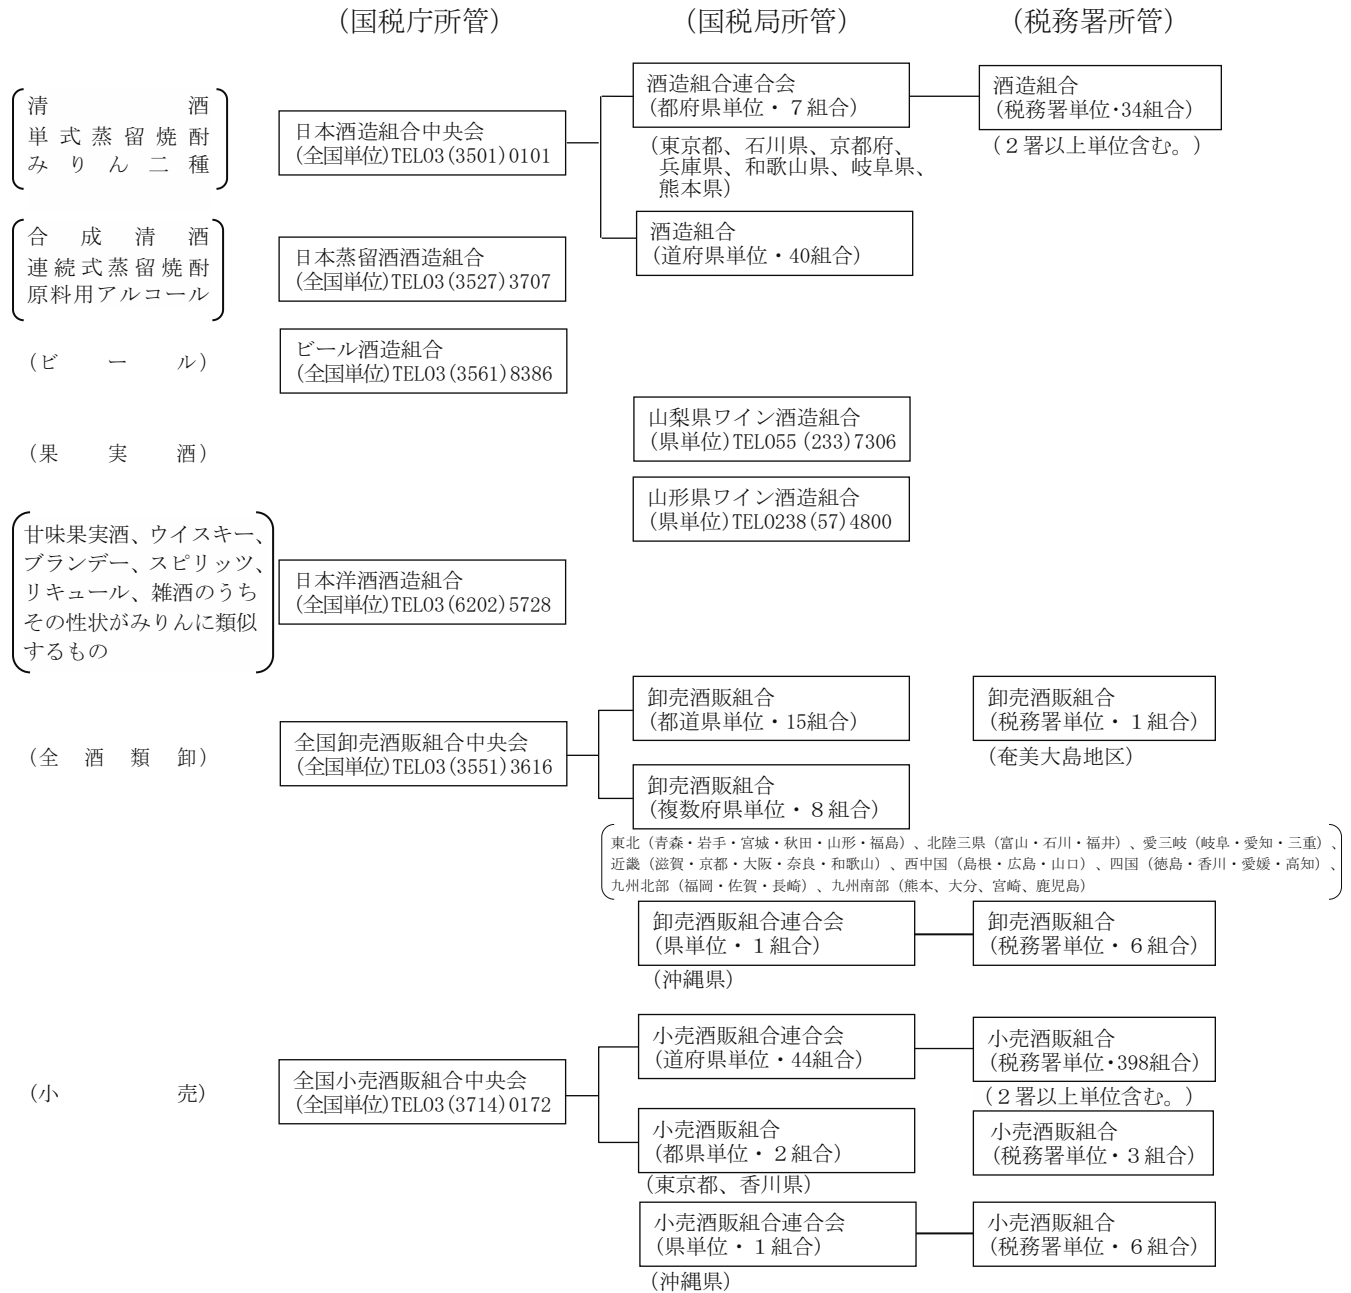 (国税庁所管)
(国税局所管)
(税務署所管)
清酒
単式蒸留焼酎
みりん二種
日本酒造組合中央会
(全国単位)TEL03(3501)0101
酒造組合連合会
(都府県単位・７組合)
(東京都、石川県、京都府、
兵庫県、和歌山県、岐阜県、
熊本県)
酒造組合
(税務署単位・34組合)
(２署以上単位含む。)
酒造組合
(道府県単位・40組合)
合成清酒
連続式蒸留焼酎
原料用アルコール
日本蒸留酒酒造組合
(全国単位)TEL03(3527)3707
(ビール)
ビール酒造組合
(全国単位)TEL03(3561)8386
(果実酒)
山梨県ワイン酒造組合
(県単位)TEL055(233)7306
山形県ワイン酒造組合
(県単位)TEL0238(57)4800
甘味果実酒、ウイスキー、
ブランデー、スピリッツ、
リキュール、雑酒のうち
その性状がみりんに類似
するもの
日本洋酒酒造組合
(全国単位)TEL03(6202)5728
(全酒類卸)
全国卸売酒販組合中央会
(全国単位)TEL03(3551)3616
卸売酒販組合
(都道県単位・15組合)
卸売酒販組合
(税務署単位・１組合)
(奄美大島地区)
卸売酒販組合
(複数府県単位・８組合)
東北（青森・岩手・宮城・秋田・山形・福島）、北陸三県（富山・石川・福井）、愛三岐（岐阜・愛知・三重）、
近畿（滋賀・京都・大阪・奈良・和歌山）、西中国（島根・広島・山口）、四国（徳島・香川・愛媛・高知）、
九州北部（福岡・佐賀・長崎）、九州南部（熊本、大分、宮崎、鹿児島）
卸売酒販組合連合会
(県単位・１組合)
(沖縄県)
卸売酒販組合
(税務署単位・６組合)
(小売)
全国小売酒販組合中央会
(全国単位)TEL03(3714)0172
小売酒販組合連合会
(道府県単位・44組合)
小売酒販組合
(税務署単位・398組合)
(２署以上単位含む。)
小売酒販組合
(都県単位・２組合)
(東京都、香川県)
小売酒販組合
(税務署単位・３組合)
小売酒販組合連合会
(県単位・１組合)
(沖縄県)
小売酒販組合
(税務署単位・６組合)